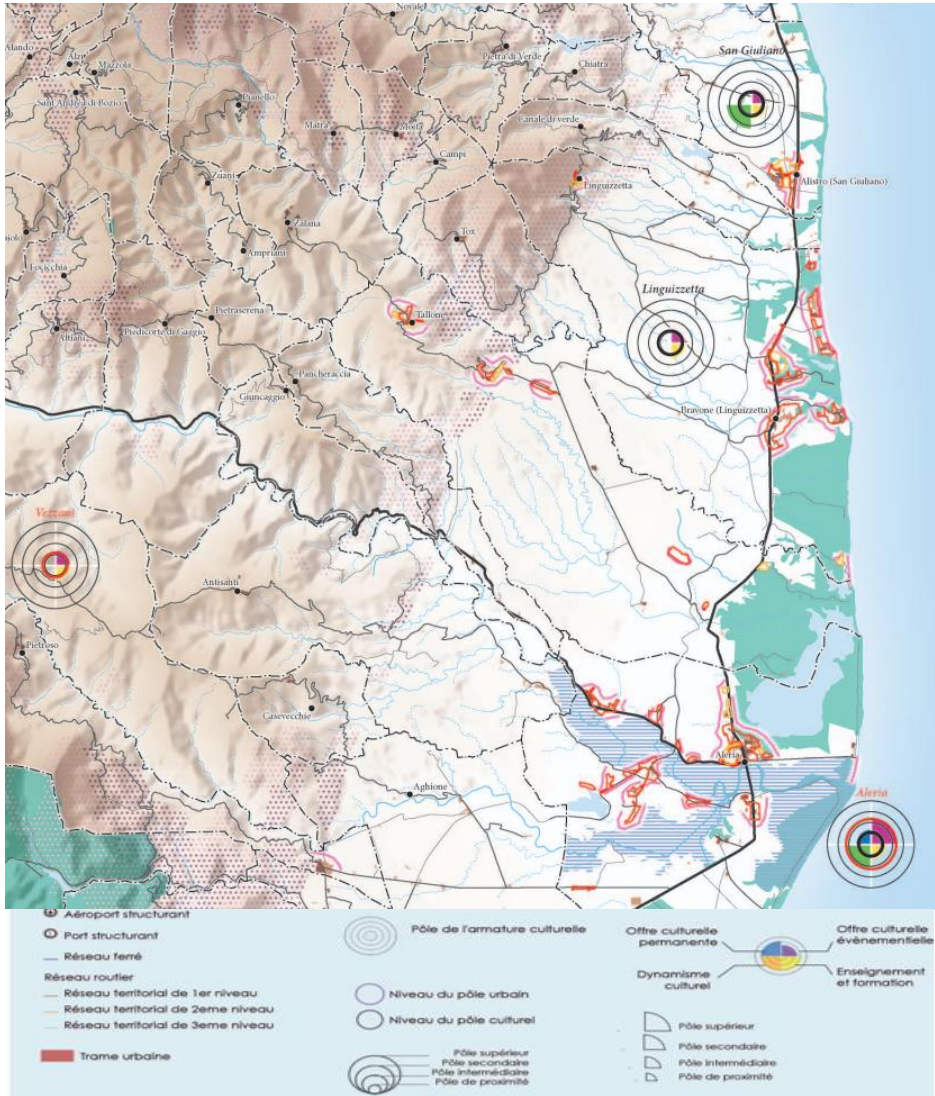 Novale
San Giuliano
Alando
Alzi
Mazzola
Pietra di Verde
Chiatra
Sant'Andrea di Bozio
Pianello
Matra
Moïta
Canale di verde
Campi
Zuani
Linguizzetta
Alistro (San Giuliano)
Zalana
Tox
Ampriani
Focicchia
Linguizzetta
Altiani
Piedicorte di Gaggio
Pietraserena
Tallone
Pancheraccia
Giuncaggio
Bravone (Linguizzetta)
Vezzani
Antisanti
Pietroso
Casevecchie
Aleria
Aghione
Aleria
Aéroport structurant
Port structurant
Réseau ferré
Réseau routier
Réseau territorial de 1er niveau
Réseau territorial de 2eme niveau
Réseau territorial de 3eme niveau
Trame urbaine
Pôle de l'armature culturelle
Niveau du pôle urbain
Niveau du pôle culturel
Pôle supérieur
Pôle secondaire
Pôle intermédiaire
Pôle de proximité
Offre culturelle
permanente
Offre culturelle
évènementielle
Dynamisme
culturel
Enseignement
et formation
Pôle supérieur
Pôle secondaire
Pôle intermédiaire
Pôle de proximité